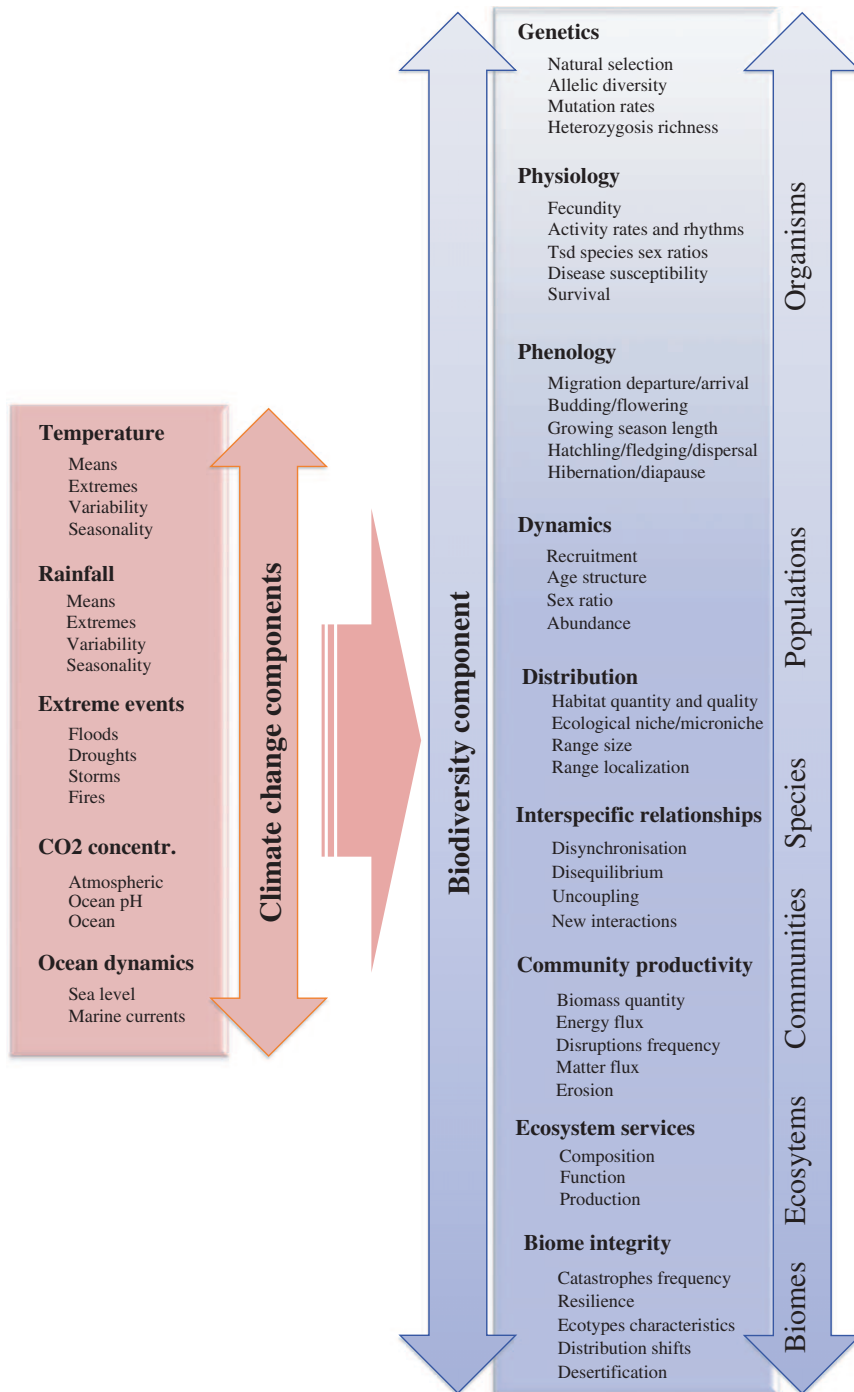 Temperature
Means
Extremes
Variability
Seasonality
Rainfall
Means
Extremes
Variability
Seasonality
Extreme events
Floods
Droughts
Storms
Fires
CO2 concentr.
Atmospheric
Ocean pH
Ocean
Ocean dynamics
Sea level
Marine currents
Climate change components
Biodiversity component
Genetics
Natural selection
Allelic diversity
Mutation rates
Heterozygosis richness
Physiology
Fecundity
Activity rates and rhythms
Tsd species sex ratios
Disease susceptibility
Survival
Phenology
Migration departure/arrival
Budding/flowering
Growing season length
Hatchling/fledging/dispersal
Hibernation/diapause
Dynamics
Recruitment
Age structure
Sex ratio
Abundance
Distribution
Habitat quantity and quality
Ecological niche/microniche
Range size
Range localization
Interspecific relationships
Disynchronisation
Disequilibrium
Uncoupling
New interactions
Community productivity
Biomass quantity
Energy flux
Disruptions frequency
Matter flux
Erosion
Ecosystem services
Composition
Function
Production
Biome integrity
Catastrophes frequency
Resilience
Ecotypes characteristics
Distribution shifts
Desertification
Organisms
Populations
Species
Communities
Ecosytems
Biomes